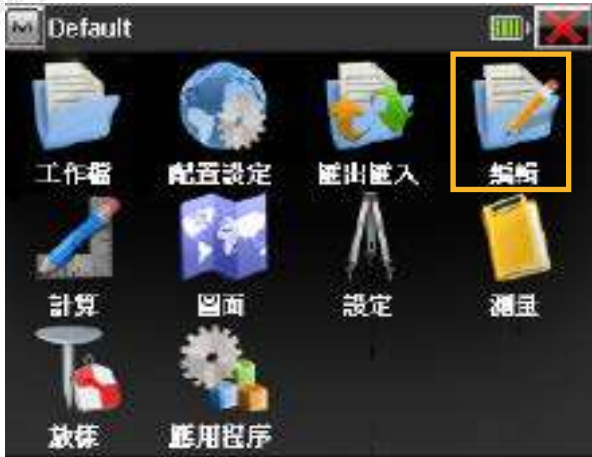 Default
工作檔 配置設定 匯出匯入 編輯
計算 圖面 設定 測量
放樣 應用程序